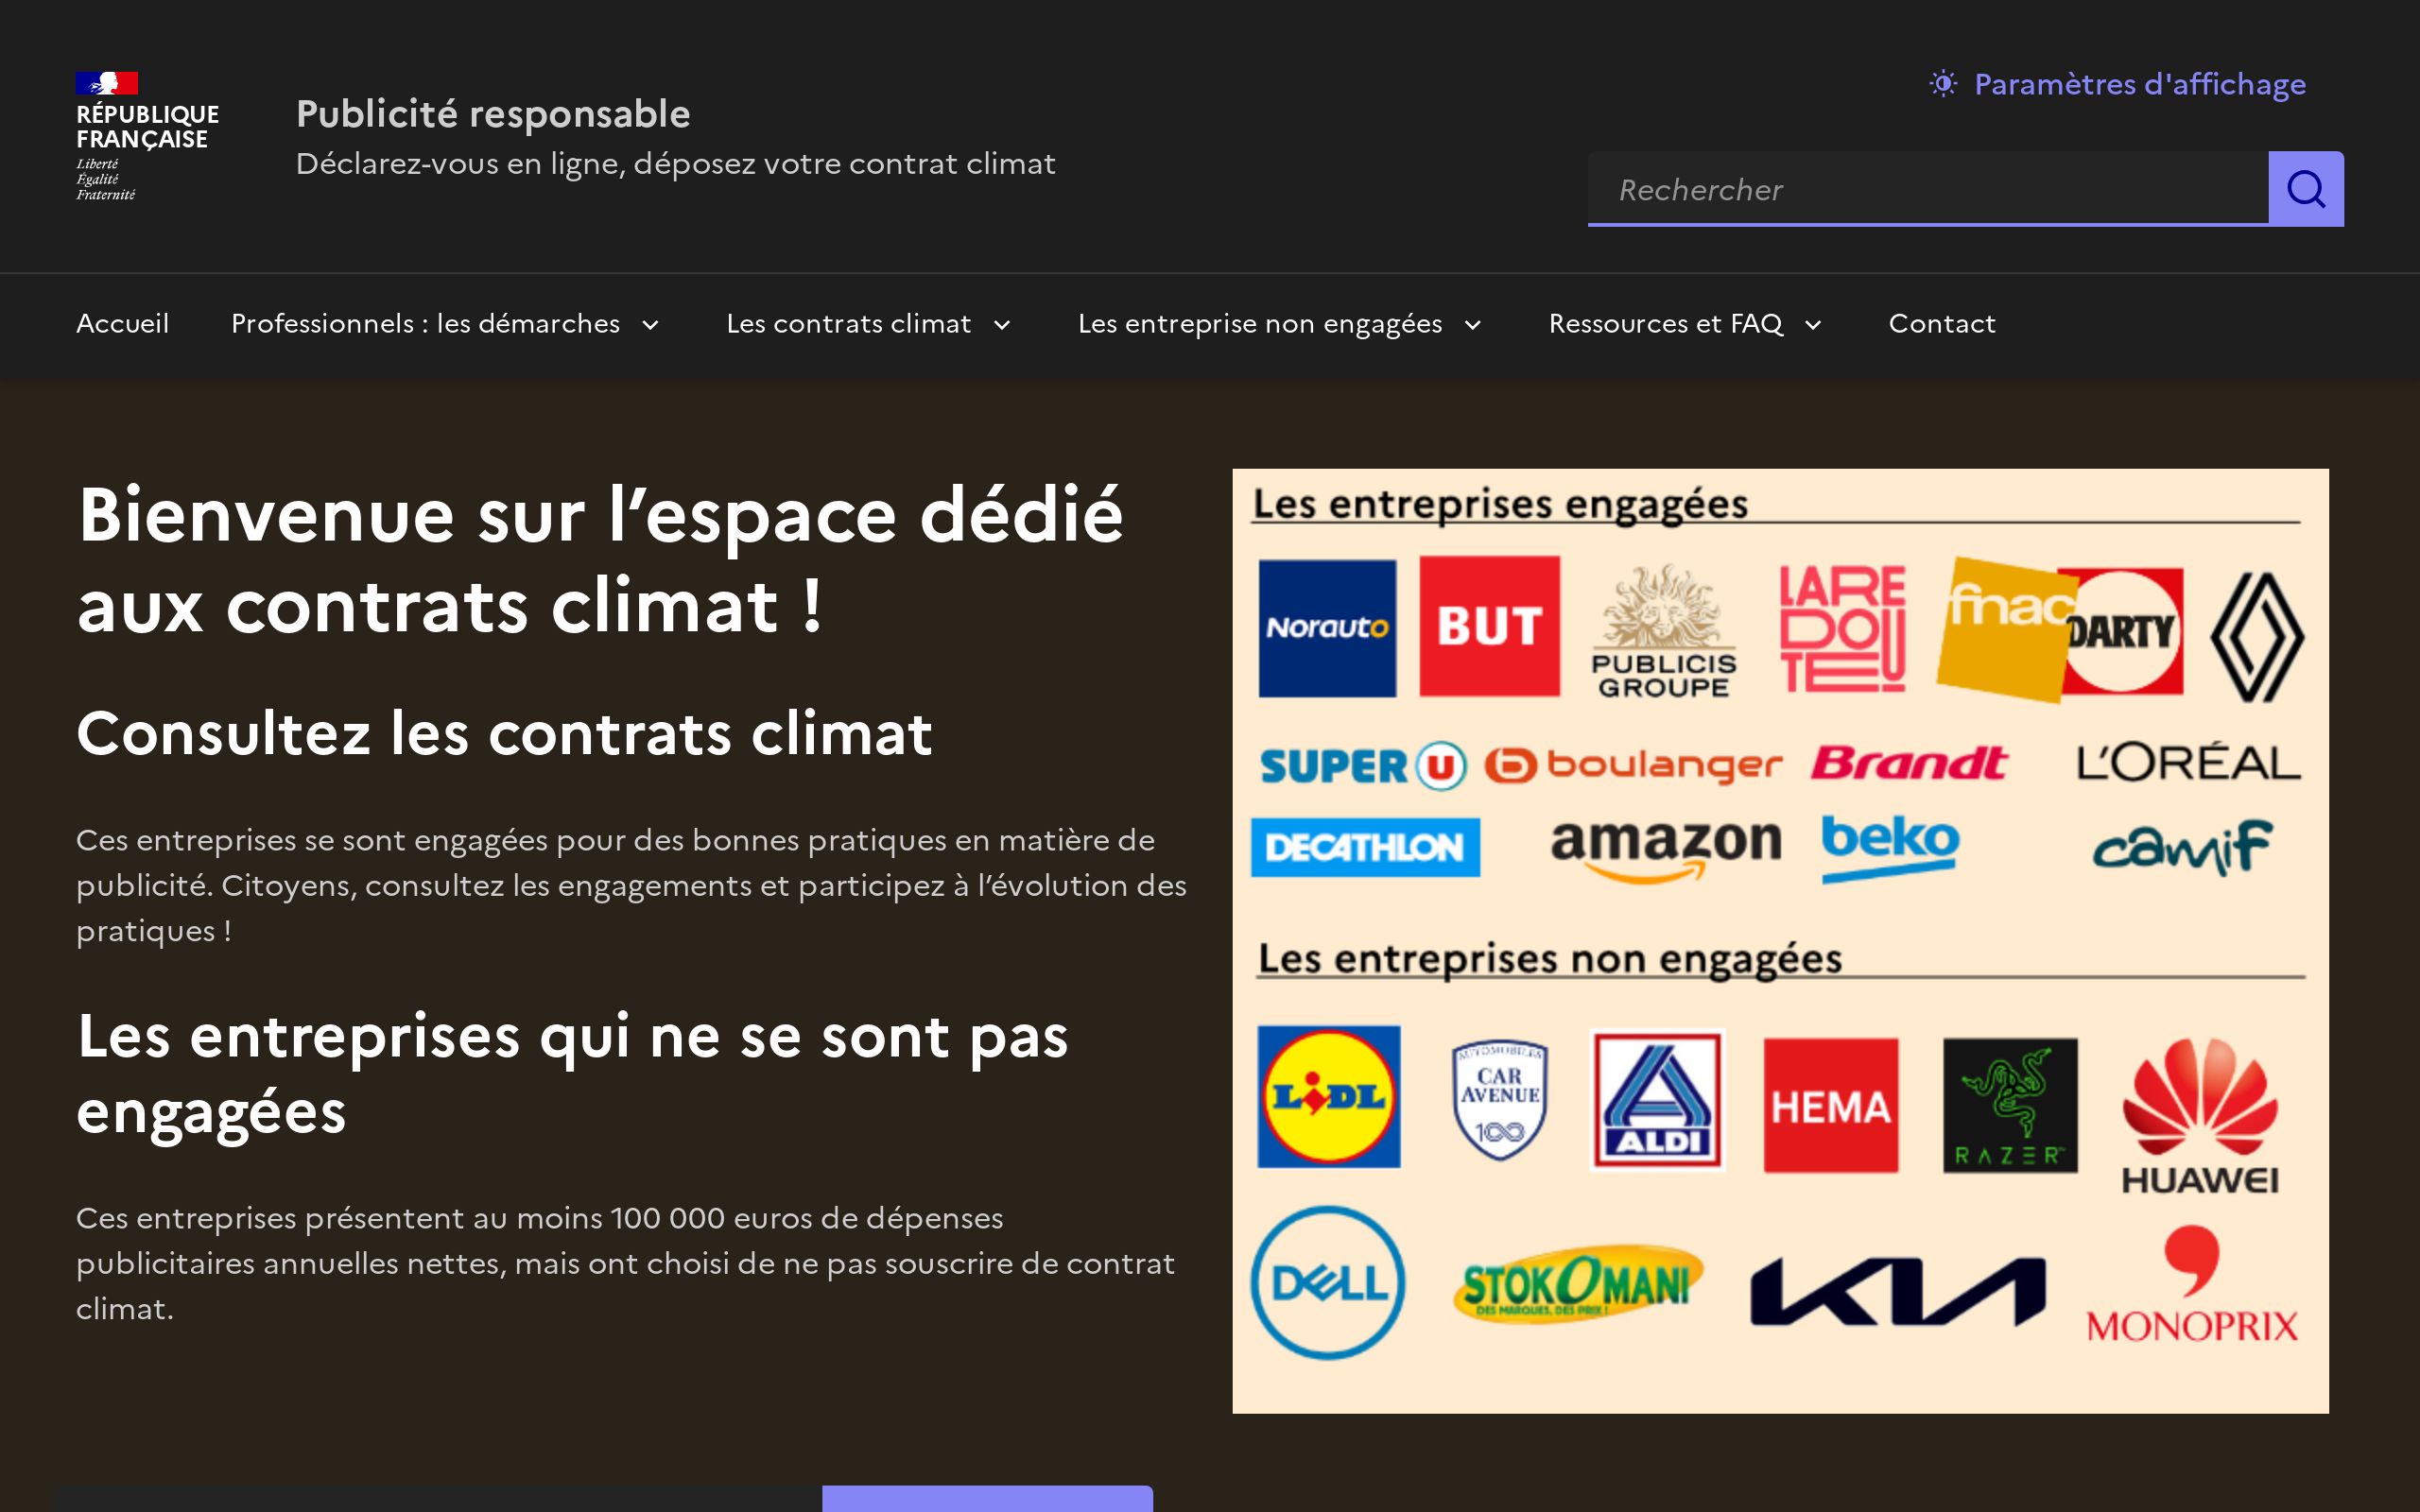 RÉPUBLIQUE
FRANÇAISE
Liberté
Égalité
Fraternité
Publicité responsable
Déclarez-vous en ligne, déposez votre contrat climat
Paramètres d'affichage
Rechercher
Accueil
Professionnels : les démarches
Les contrats climat
Les entreprise non engagées
Ressources et FAQ
Contact
Bienvenue sur l’espace dédié
aux contrats climat !
Consultez les contrats climat
Ces entreprises se sont engagées pour des bonnes pratiques en matière de
publicité. Citoyens, consultez les engagements et participez à l’évolution des
pratiques !
Les entreprises qui ne se sont pas
engagées
Ces entreprises présentent au moins 100 000 euros de dépenses
publicitaires annuelles nettes, mais ont choisi de ne pas souscrire de contrat
climat.
Les entreprises engagées
Norauto
BUT
PUBLICIS
GROUPE
LARE
DOU
TE
fnac
DARTY
SUPER U
boulanger
Brandt
L'ORÉAL
DECATHLON
amazon
beko
camif
Les entreprises non engagées
LIDL
AUTOMOBILES
CAR
AVENUE
100
ALDI
HEMA
RAZER
HUAWEI
DELL
STOKOMANI
DES MARQUES, DES PRIX !
KIA
MONOPRIX